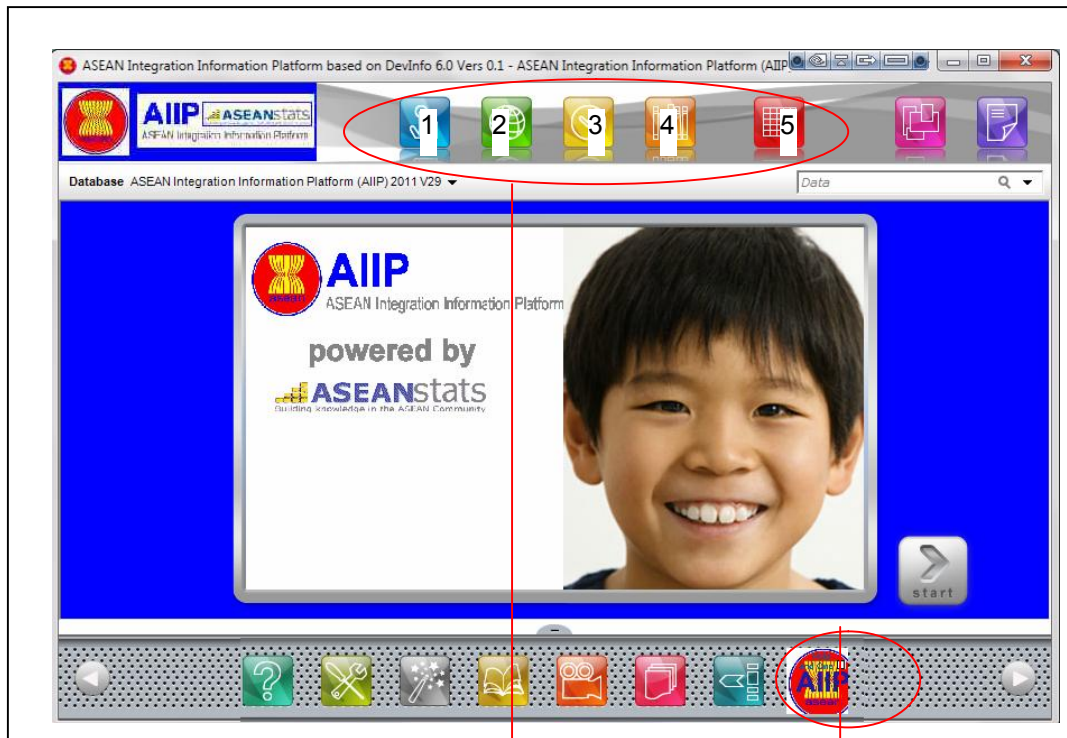 ASEAN Integration Information Platform based on DevInfo 6.0 Vers 0.1 - ASEAN Integration Information Platform (AIIP
AIIP ASEANstats
ASEAN Integration Information Platform
1 2 3 4 5
Database ASEAN Integration Information Platform (AIIP) 2011 V29
Data
AIIP
ASEAN Integration Information Platform
asean
powered by
ASEANstats
Building knowledge in the ASEAN Community
start
AIIP
asean